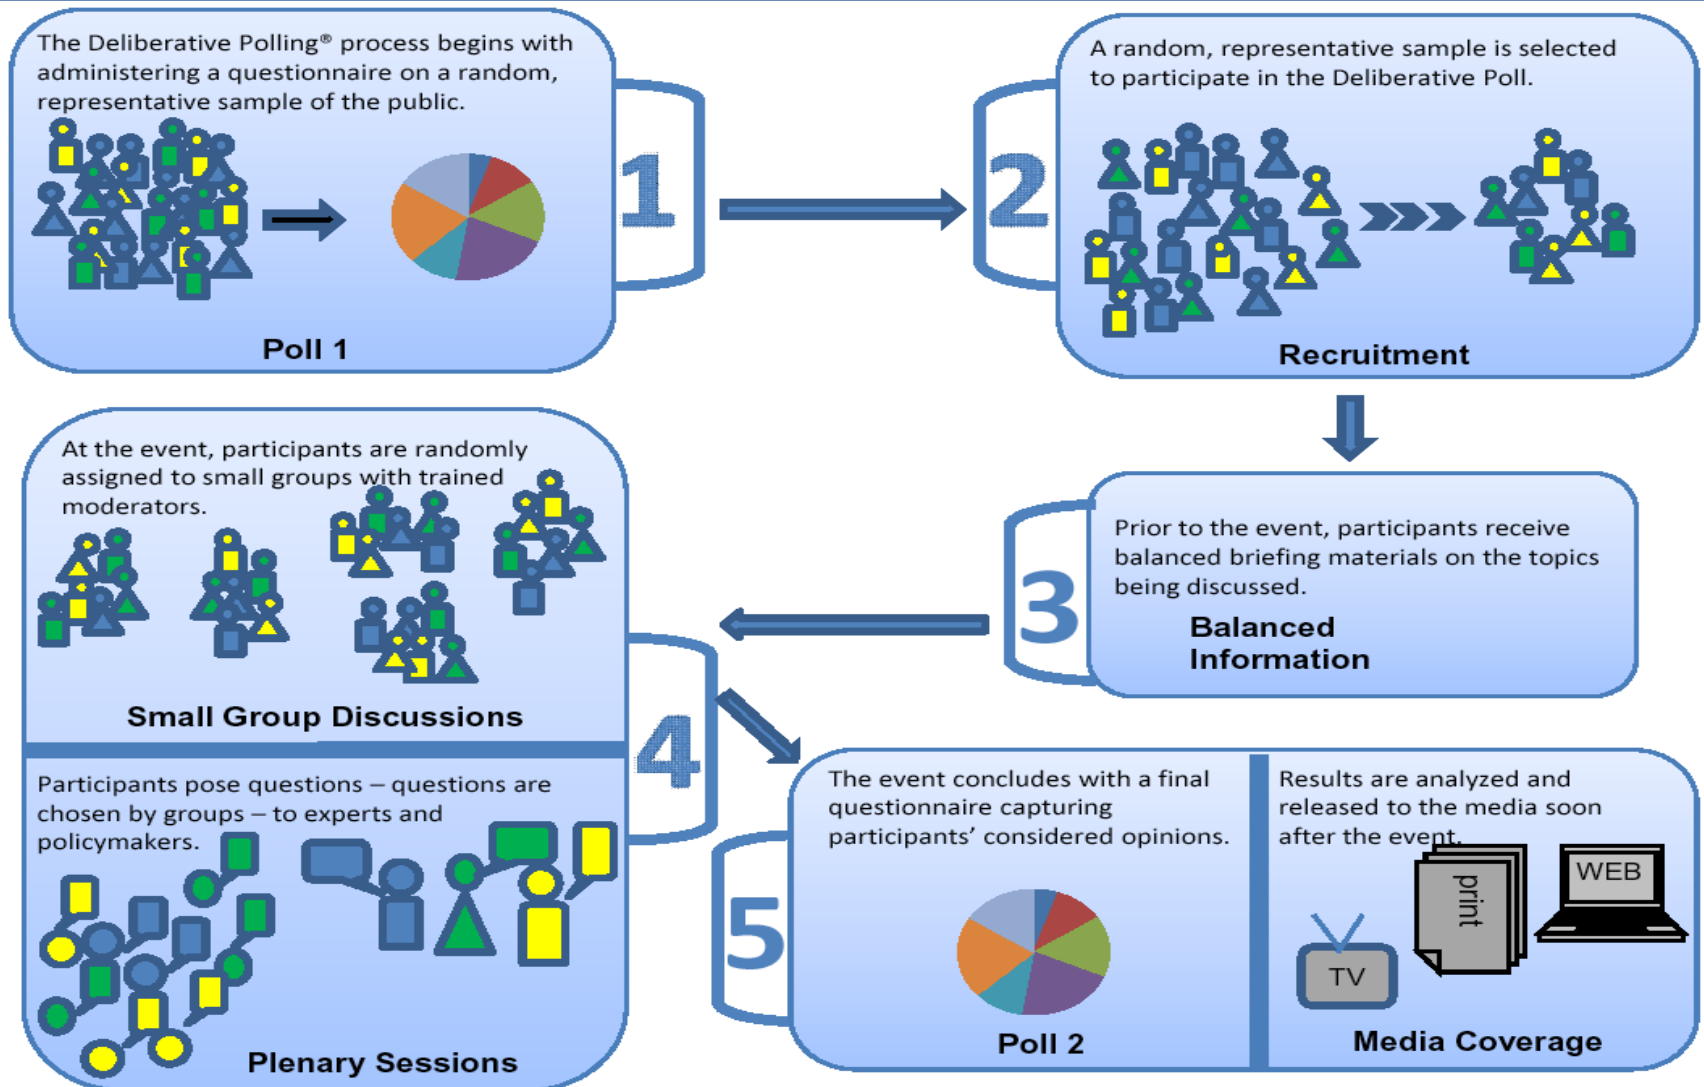 The Deliberative Polling® process begins with
administering a questionnaire on a random,
representative sample of the public.
1
Poll 1
A random, representative sample is selected
to participate in the Deliberative Poll.
2
Recruitment
Prior to the event, participants receive
balanced briefing materials on the topics
being discussed.
3
Balanced
Information
At the event, participants are randomly
assigned to small groups with trained
moderators.
Small Group Discussions
4
Participants pose questions – questions are
chosen by groups – to experts and
policymakers.
Plenary Sessions
The event concludes with a final
questionnaire capturing
participants’ considered opinions.
5
Poll 2
Results are analyzed and
released to the media soon
after the event.
print
WEB
TV
Media Coverage